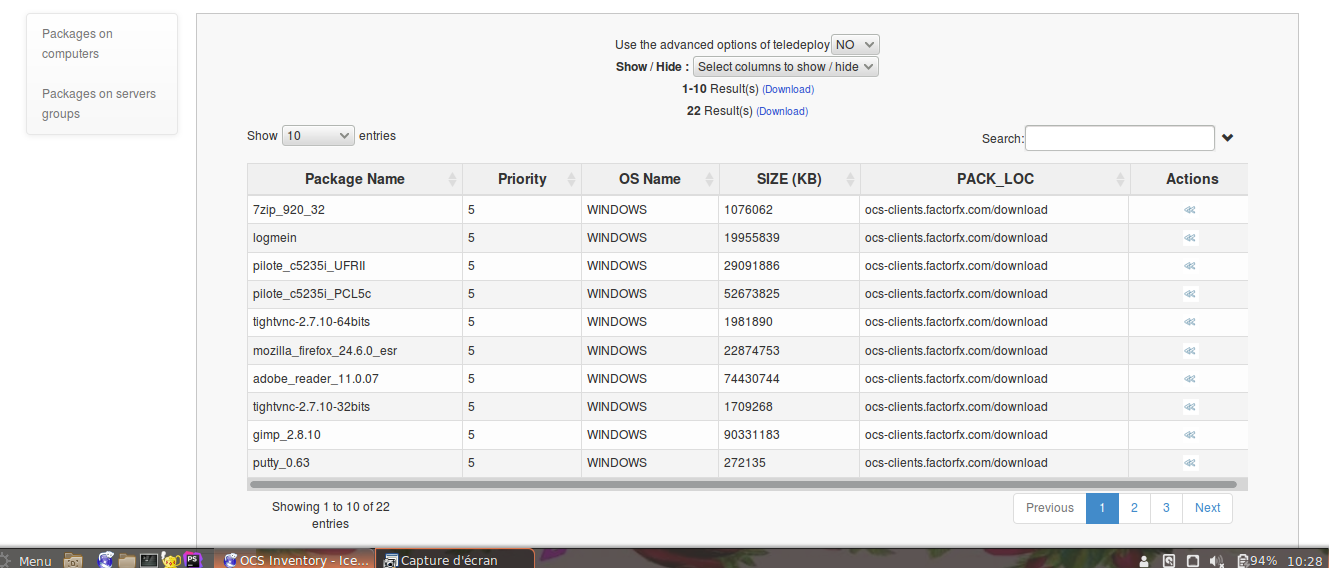 Packages on
computers
Packages on servers
groups
Use the advanced options of teledeploy NO
Show / Hide : Select columns to show / hide
1-10 Result(s) (Download)
22 Result(s) (Download)
Show 10 entries
Search:
Package Name Priority OS Name SIZE (KB) PACK_LOC Actions
7zip_920_32 5 WINDOWS 1076062 ocs-clients.factorfx.com/download
logmein 5 WINDOWS 19955839 ocs-clients.factorfx.com/download
pilote_c5235i_UFRII 5 WINDOWS 29091886 ocs-clients.factorfx.com/download
pilote_c5235i_PCL5c 5 WINDOWS 52673825 ocs-clients.factorfx.com/download
tightvnc-2.7.10-64bits 5 WINDOWS 1981890 ocs-clients.factorfx.com/download
mozilla_firefox_24.6.0_esr 5 WINDOWS 22874753 ocs-clients.factorfx.com/download
adobe_reader_11.0.07 5 WINDOWS 74430744 ocs-clients.factorfx.com/download
tightvnc-2.7.10-32bits 5 WINDOWS 1709268 ocs-clients.factorfx.com/download
gimp_2.8.10 5 WINDOWS 90331183 ocs-clients.factorfx.com/download
putty_0.63 5 WINDOWS 272135 ocs-clients.factorfx.com/download
Showing 1 to 10 of 22
entries
Previous 1 2 3 Next
Menu PS OCS Inventory - Ice... Capture d'écran 94% 10:28